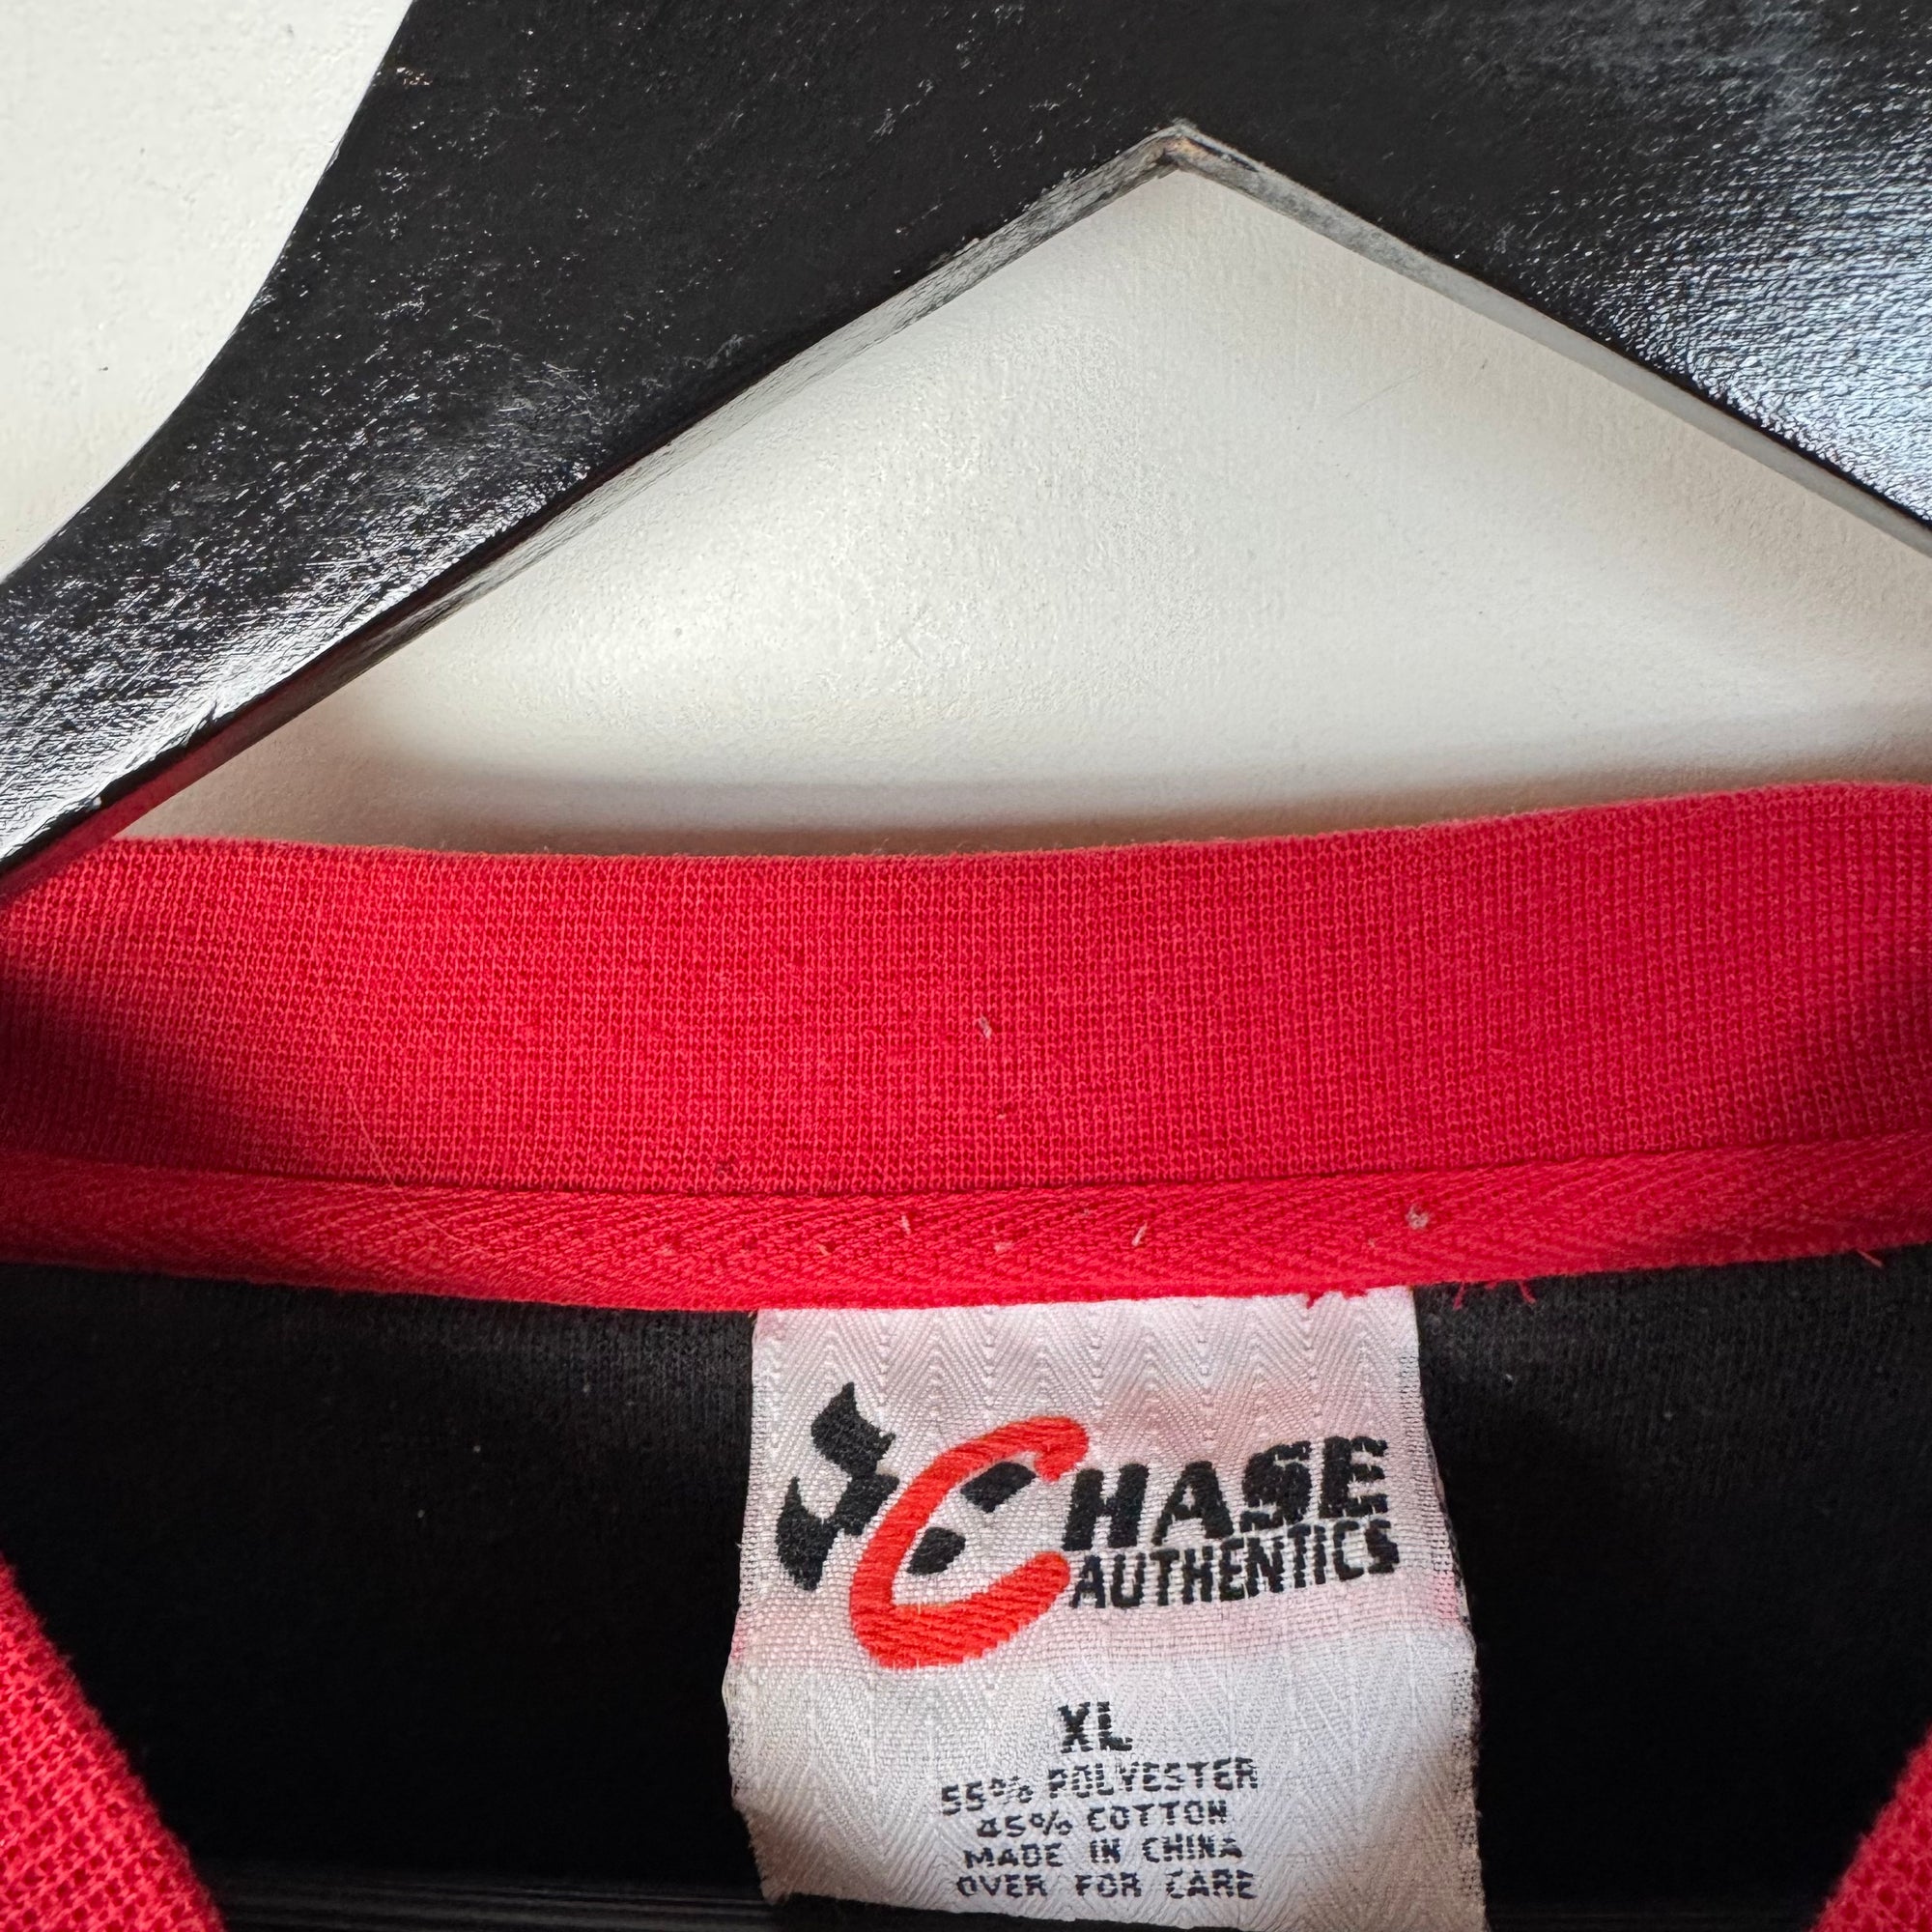 CHASE
AUTHENTICS
XL
55% POLYESTER
45% COTTON
MADE IN CHINA
OVER FOR CARE